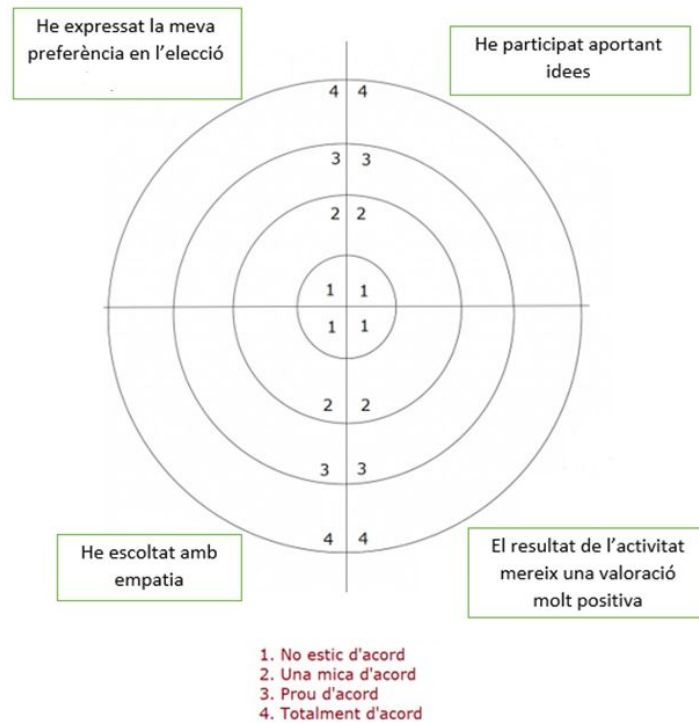 He expressat la meva
preferència en l'elecció
.
He participat aportant
idees
4 4
3 3
2 2
1 1
1 1
2 2
3 3
4 4
He escoltat amb
empatia
El resultat de l'activitat
mereix una valoració
molt positiva
1. No estic d'acord
2. Una mica d'acord
3. Prou d'acord
4. Totalment d'acord